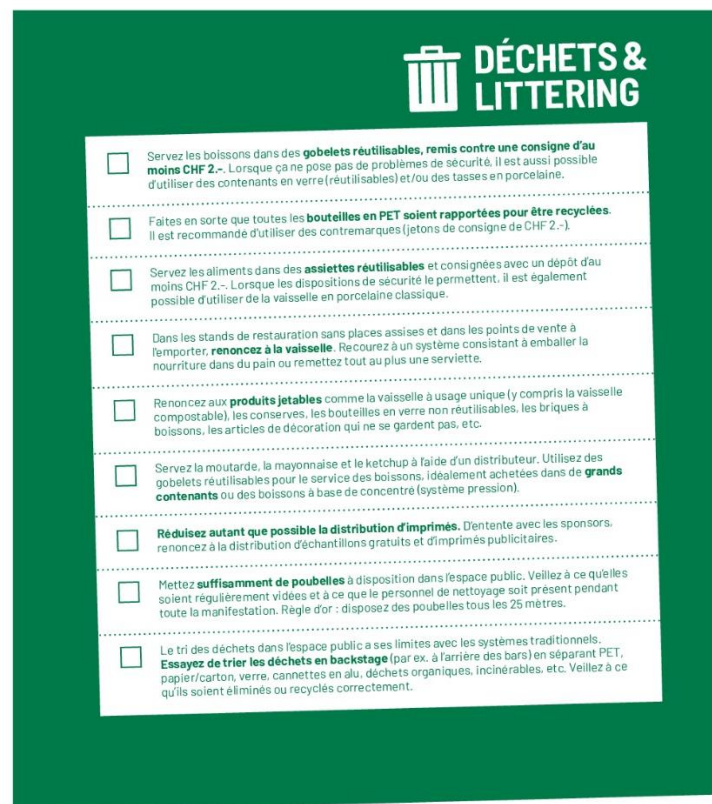 DÉCHETS &
LITTERING
Servez les boissons dans des gobelets réutilisables, remis contre une consigne d'au
moins CHF 2.-. Lorsque ça ne pose pas de problèmes de sécurité, il est aussi possible
d'utiliser des contenants en verre (réutilisables) et/ou des tasses en porcelaine.
Faites en sorte que toutes les bouteilles en PET soient rapportées pour être recyclées.
Il est recommandé d'utiliser des contremarques (jetons de consigne de CHF 2.-).
Servez les aliments dans des assiettes réutilisables et consignées avec un dépôt d'au
moins CHF 2.-. Lorsque les dispositions de sécurité le permettent, il est également
possible d'utiliser de la vaisselle en porcelaine classique.
Dans les stands de restauration sans places assises et dans les points de vente à
l'emporter, renoncez à la vaisselle. Recourez à un système consistant à emballer la
nourriture dans du pain ou remettez tout au plus une serviette.
Renoncez aux produits jetables comme la vaisselle à usage unique (y compris la vaisselle
compostable), les conserves, les bouteilles en verre non réutilisables, les briques à
boissons, les articles de décoration qui ne se gardent pas, etc.
Servez la moutarde, la mayonnaise et le ketchup à l'aide d'un distributeur. Utilisez des
gobelets réutilisables pour le service des boissons, idéalement achetées dans de grands
contenants ou des boissons à base de concentré (système pression).
Réduisez autant que possible la distribution d'imprimés. D'entente avec les sponsors,
renoncez à la distribution d'échantillons gratuits et d'imprimés publicitaires.
Mettez suffisamment de poubelles à disposition dans l'espace public. Veillez à ce qu'elles
soient régulièrement vidées et à ce que le personnel de nettoyage soit présent pendant
toute la manifestation. Règle d'or : disposez des poubelles tous les 25 mètres.
Le tri des déchets dans l'espace public a ses limites avec les systèmes traditionnels.
Essayez de trier les déchets en backstage (par ex. à l'arrière des bars) en séparant PET,
papier/carton, verre, cannettes en alu, déchets organiques, incinérables, etc. Veillez à ce
qu'ils soient éliminés ou recyclés correctement.